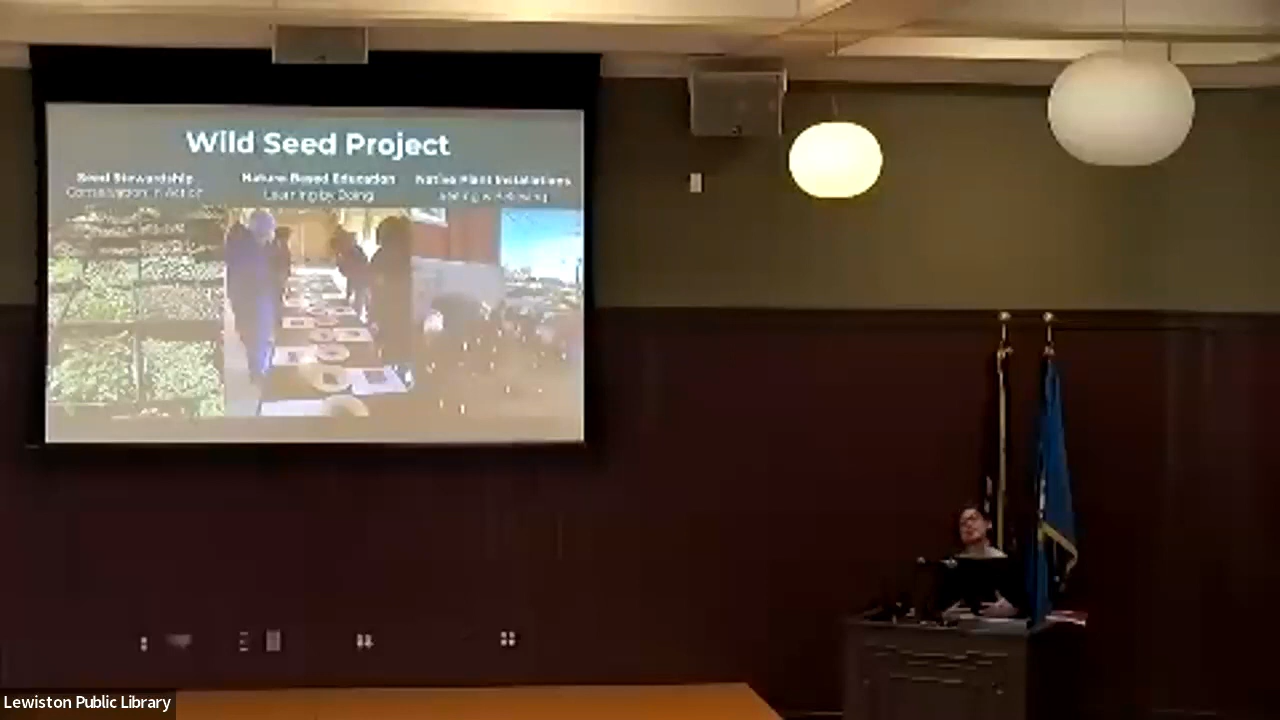 Wild Seed Project
Seed Stewardship
Nature Based Education
Native Plant Installations
Conservation in Action
Learning by Doing
Lewiston Public Library